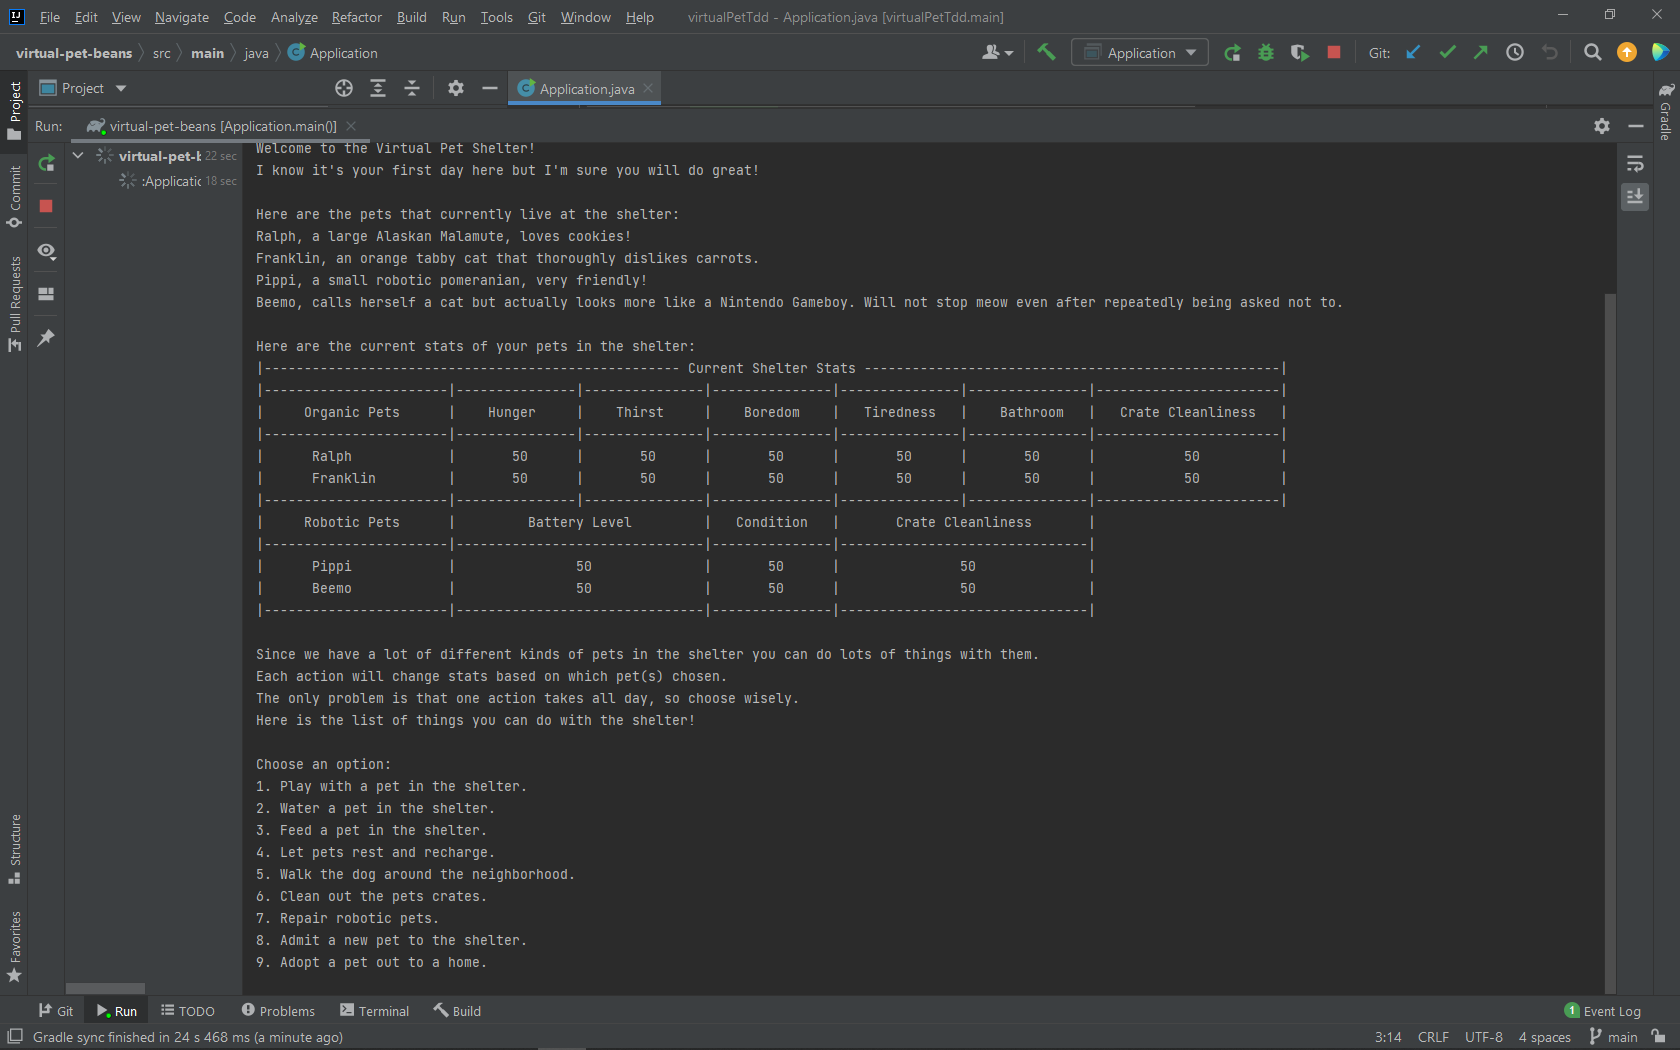 File Edit View Navigate Code Analyze Refactor Build Run Tools Git Window Help virtualPetTdd - Application.java [virtualPetTdd.main]
virtual-pet-beans src main java Application Application Git:
Project Project Application.java Gradle
Run: virtual-pet-beans [Application.main()]
virtual-pet-b 22 sec
:Applicatic 18 sec
Commit
Pull Requests
Structure
Favorites
Welcome to the Virtual Pet Shelter!
I know it's your first day here but I'm sure you will do great!
Here are the pets that currently live at the shelter:
Ralph, a large Alaskan Malamute, loves cookies!
Franklin, an orange tabby cat that thoroughly dislikes carrots.
Pippi, a small robotic pomeranian, very friendly!
Beemo, calls herself a cat but actually looks more like a Nintendo Gameboy. Will not stop meow even after repeatedly being asked not to.
Here are the current stats of your pets in the shelter:
|---------------------------------------------------- Current Shelter Stats ----------------------------------------------------|
|-----------------------|---------------|---------------|---------------|---------------|---------------|-----------------------|
| Organic Pets | Hunger | Thirst | Boredom | Tiredness | Bathroom | Crate Cleanliness |
|-----------------------|---------------|---------------|---------------|---------------|---------------|-----------------------|
| Ralph | 50 | 50 | 50 | 50 | 50 | 50 |
| Franklin | 50 | 50 | 50 | 50 | 50 | 50 |
|-----------------------|---------------|---------------|---------------|---------------|---------------|-----------------------|
| Robotic Pets | Battery Level | Condition | Crate Cleanliness |
|-----------------------|-------------------------------|---------------|-------------------------------|
| Pippi | 50 | 50 | 50 |
| Beemo | 50 | 50 | 50 |
|-----------------------|-------------------------------|---------------|-------------------------------|
Since we have a lot of different kinds of pets in the shelter you can do lots of things with them.
Each action will change stats based on which pet(s) chosen.
The only problem is that one action takes all day, so choose wisely.
Here is the list of things you can do with the shelter!
Choose an option:
1. Play with a pet in the shelter.
2. Water a pet in the shelter.
3. Feed a pet in the shelter.
4. Let pets rest and recharge.
5. Walk the dog around the neighborhood.
6. Clean out the pets crates.
7. Repair robotic pets.
8. Admit a new pet to the shelter.
9. Adopt a pet out to a home.
Git Run TODO Problems Terminal Build 1 Event Log
Gradle sync finished in 24 s 468 ms (a minute ago) 3:14 CRLF UTF-8 4 spaces main